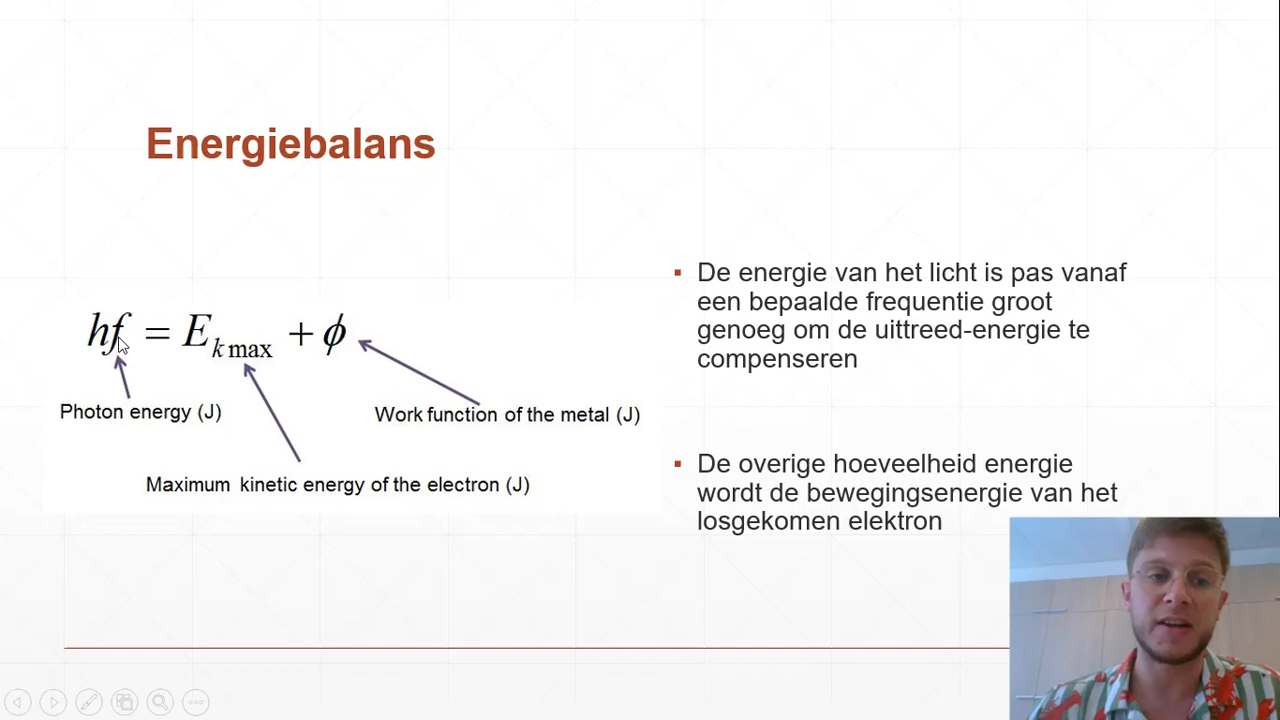 Energiebalans
hf = E k max + ϕ
Photon energy (J)
Work function of the metal (J)
Maximum kinetic energy of the electron (J)
▪ De energie van het licht is pas vanaf
een bepaalde frequentie groot
genoeg om de uittreed-energie te
compenseren
▪ De overige hoeveelheid energie
wordt de bewegingsenergie van het
losgekomen elektron